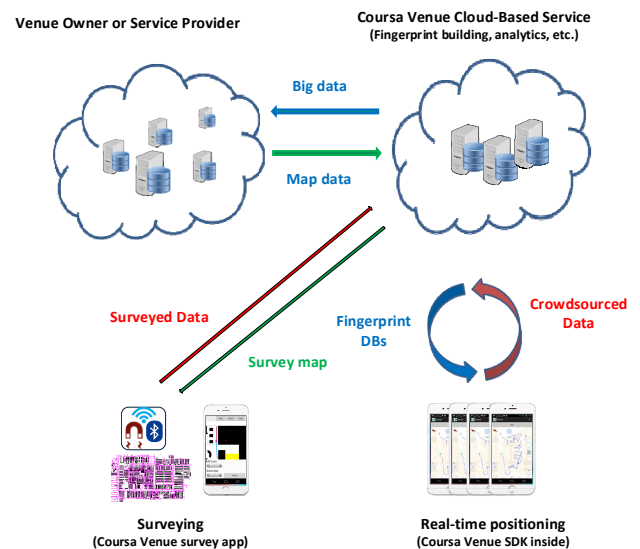 Venue Owner or Service Provider
Coursa Venue Cloud-Based Service
(Fingerprint building, analytics, etc.)
Big data
Map data
Surveyed Data
Survey map
Fingerprint
DBs
Crowdsourced
Data
Surveying
(Coursa Venue survey app)
Real-time positioning
(Coursa Venue SDK inside)